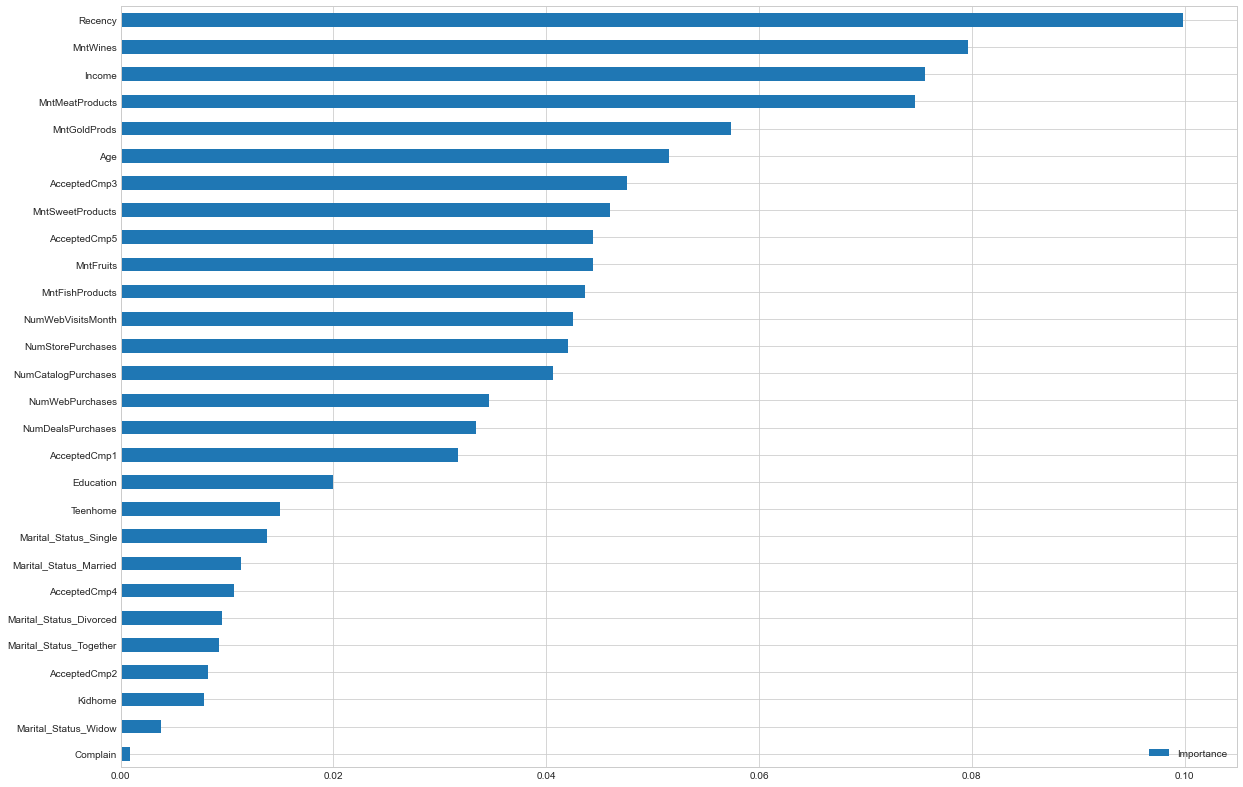 Recency
MntWines
Income
MntMeatProducts
MntGoldProds
Age
AcceptedCmp3
MntSweetProducts
AcceptedCmp5
MntFruits
MntFishProducts
NumWebVisitsMonth
NumStorePurchases
NumCatalogPurchases
NumWebPurchases
NumDealsPurchases
AcceptedCmp1
Education
Teenhome
Marital_Status_Single
Marital_Status_Married
AcceptedCmp4
Marital_Status_Divorced
Marital_Status_Together
AcceptedCmp2
Kidhome
Marital_Status_Widow
Complain
Importance
0.00 0.02 0.04 0.06 0.08 0.10